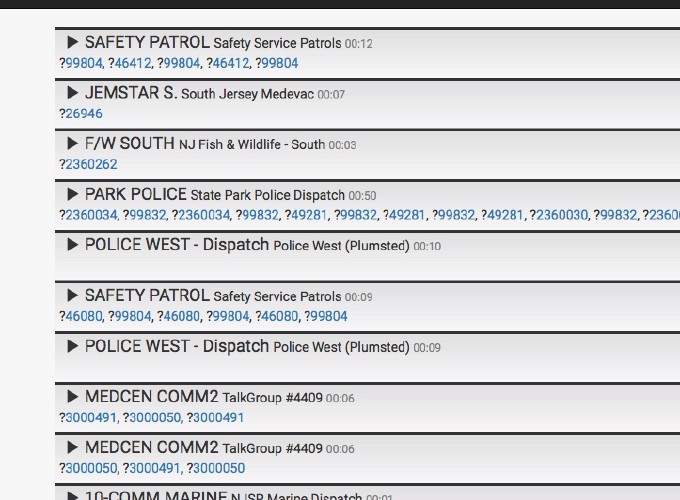 ▶ SAFETY PATROL Safety Service Patrols 00:12
?99804, ?46412, ?99804, ?46412, ?99804
▶ JEMSTAR S. South Jersey Medevac 00:07
?26946
▶ F/W SOUTH NJ Fish & Wildlife - South 00:03
?2360262
▶ PARK POLICE State Park Police Dispatch 00:50
?2360034, ?99832, ?2360034, ?99832, ?49281, ?99832, ?49281, ?99832, ?49281, ?2360030, ?99832, ?2360
▶ POLICE WEST - Dispatch Police West (Plumsted) 00:10
▶ SAFETY PATROL Safety Service Patrols 00:09
?46080, ?99804, ?46080, ?99804, ?46080, ?99804
▶ POLICE WEST - Dispatch Police West (Plumsted) 00:09
▶ MEDCEN COMM2 TalkGroup #4409 00:06
?3000491, ?3000050, ?3000491
▶ MEDCEN COMM2 TalkGroup #4409 00:06
?3000050, ?3000491, ?3000050
▶ 10-COMM MARINE NJSP Marine Dispatch 00:01